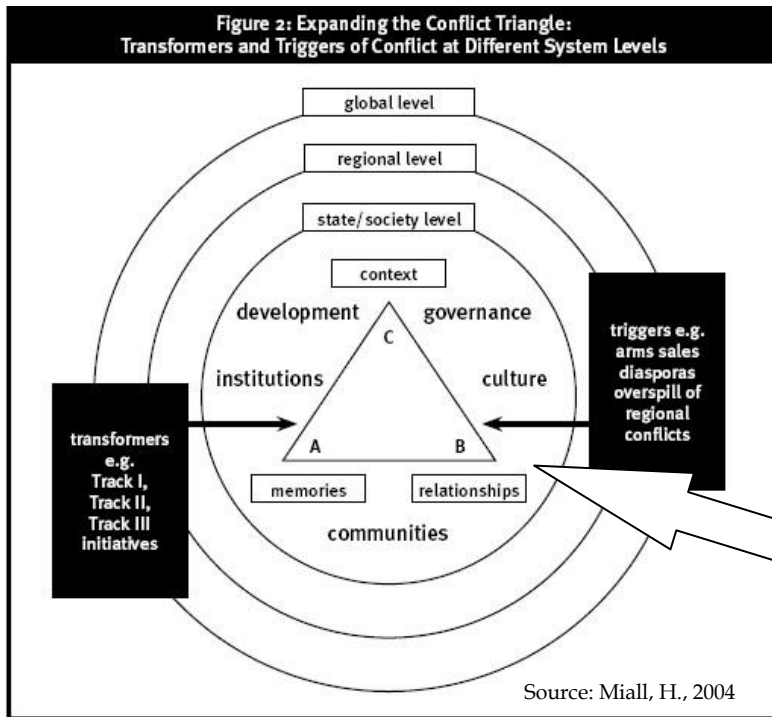 Figure 2: Expanding the Conflict Triangle:
Transformers and Triggers of Conflict at Different System Levels
global level
regional level
state/society level
context
development
governance
C
institutions
culture
A
B
memories
relationships
communities
transformers
e.g.
Track I,
Track II,
Track III
initiatives
triggers e.g.
arms sales
diasporas
overspill of
regional
conflicts
Source: Miall, H., 2004